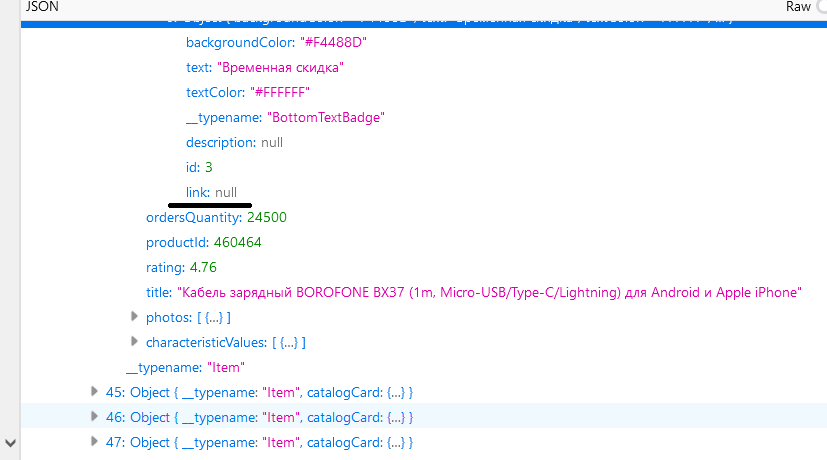 JSON Raw
backgroundColor: "#F4488D"
text: "Временная скидка"
textColor: "#FFFFFF"
__typename: "BottomTextBadge"
description: null
id: 3
link: null
ordersQuantity: 24500
productId: 460464
rating: 4.76
title: "Кабель зарядный BOROFONE BX37 (1m, Micro-USB/Type-C/Lightning) для Android и Apple iPhone"
photos: [ {…} ]
characteristicValues: [ {…} ]
__typename: "Item"
45: Object { __typename: "Item", catalogCard: {…} }
46: Object { __typename: "Item", catalogCard: {…} }
47: Object { __typename: "Item", catalogCard: {…} }